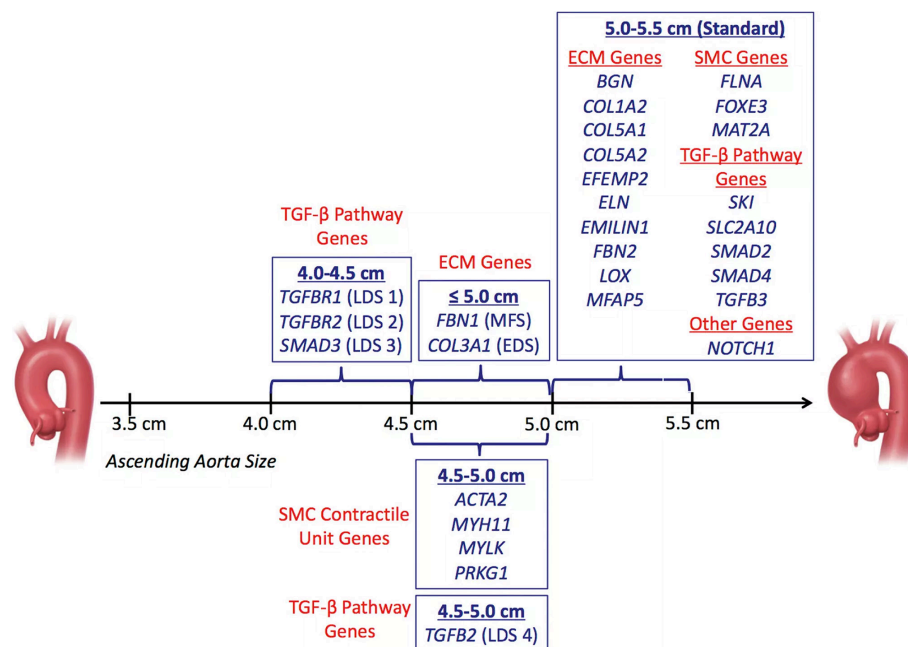 5.0-5.5 cm (Standard)
ECM Genes
BGN
COL1A2
COL5A1
COL5A2
EFEMP2
ELN
EMILIN1
FBN2
LOX
MFAP5
SMC Genes
FLNA
FOXE3
MAT2A
TGF-β Pathway
Genes
SKI
SLC2A10
SMAD2
SMAD4
TGFB3
Other Genes
NOTCH1
TGF-β Pathway
Genes
4.0-4.5 cm
TGFBR1 (LDS 1)
TGFBR2 (LDS 2)
SMAD3 (LDS 3)
ECM Genes
≤ 5.0 cm
FBN1 (MFS)
COL3A1 (EDS)
3.5 cm
4.0 cm
4.5 cm
5.0 cm
5.5 cm
Ascending Aorta Size
SMC Contractile
Unit Genes
4.5-5.0 cm
ACTA2
MYH11
MYLK
PRKG1
TGF-β Pathway
Genes
4.5-5.0 cm
TGFB2 (LDS 4)